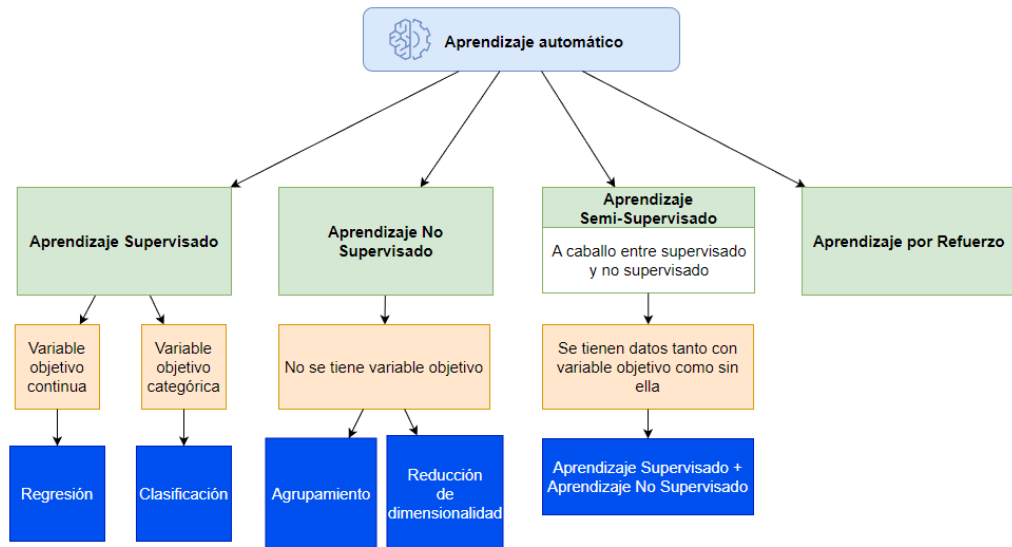 Aprendizaje automático
Aprendizaje Supervisado
Aprendizaje No
Supervisado
Aprendizaje
Semi-Supervisado
A caballo entre supervisado
y no supervisado
Aprendizaje por Refuerzo
Variable
objetivo
continua
Variable
objetivo
categórica
No se tiene variable objetivo
Se tienen datos tanto con
variable objetivo como sin
ella
Regresión
Clasificación
Agrupamiento
Reducción
de
dimensionalidad
Aprendizaje Supervisado +
Aprendizaje No Supervisado